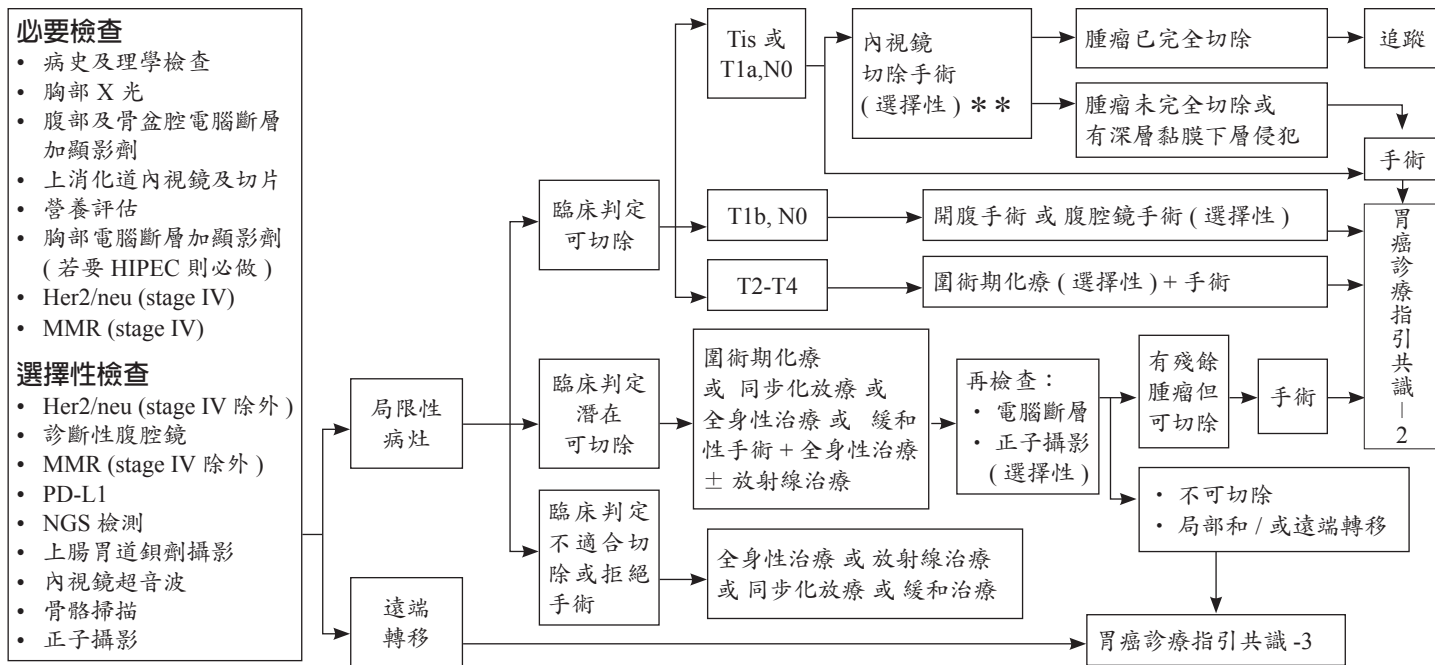 必要檢查
• 病史及理學檢查
• 胸部 X 光
• 腹部及骨盆腔電腦斷層
加顯影劑
• 上消化道內視鏡及切片
• 營養評估
• 胸部電腦斷層加顯影劑
( 若要 HIPEC 則必做 )
• Her2/neu (stage IV)
• MMR (stage IV)
選擇性檢查
• Her2/neu (stage IV 除外 )
• 診斷性腹腔鏡
• MMR (stage IV 除外 )
• PD-L1
• NGS 檢測
• 上腸胃道鋇劑攝影
• 內視鏡超音波
• 骨骼掃描
• 正子攝影
局限性
病灶
遠端
轉移
臨床判定
可切除
臨床判定
潛在
可切除
臨床判定
不適合切
除或拒絕
手術
Tis 或
T1a,N0
內視鏡
切除手術
( 選擇性 ) ＊＊
腫瘤已完全切除
追蹤
腫瘤未完全切除或
有深層黏膜下層侵犯
手術
T1b, N0
開腹手術 或 腹腔鏡手術 ( 選擇性 )
T2-T4
圍術期化療 ( 選擇性 ) + 手術
胃癌診療指引共識－2
圍術期化療
或 同步化放療 或
全身性治療 或 緩和
性手術 + 全身性治療
± 放射線治療
再檢查：
• 電腦斷層
• 正子攝影
( 選擇性 )
有殘餘
腫瘤但
可切除
手術
• 不可切除
• 局部和 / 或遠端轉移
全身性治療 或 放射線治療
或 同步化放療 或 緩和治療
胃癌診療指引共識 -3